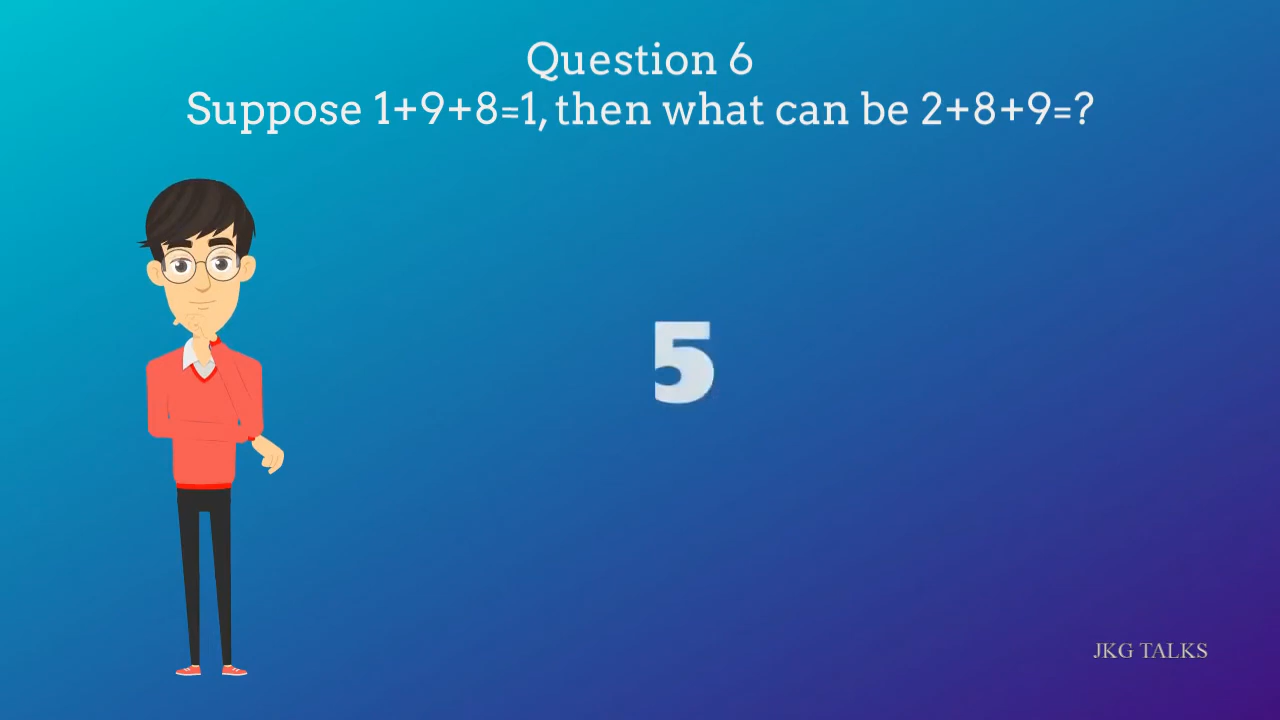 Question 6
Suppose 1+9+8=1, then what can be 2+8+9=?
5
JKG TALKS